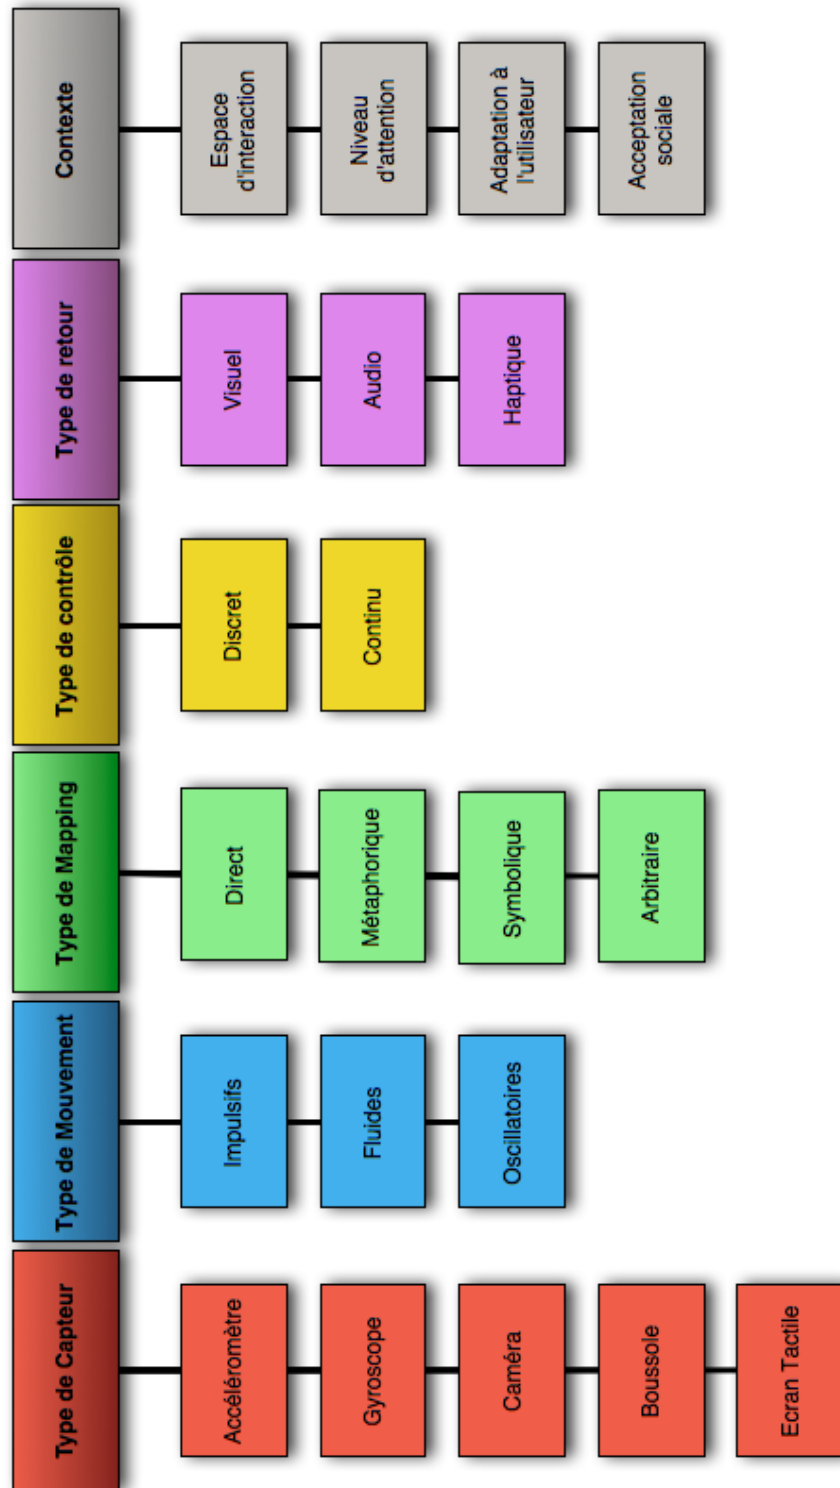 Type de Capteur
Accéléromètre
Gyroscope
Caméra
Boussole
Ecran Tactile
Type de Mouvement
Impulsifs
Fluides
Oscillatoires
Type de Mapping
Direct
Métaphorique
Symbolique
Arbitraire
Type de contrôle
Discret
Continu
Type de retour
Visuel
Audio
Haptique
Contexte
Espace
d'interaction
Niveau
d'attention
Adaptation à
l'utilisateur
Acceptation
sociale